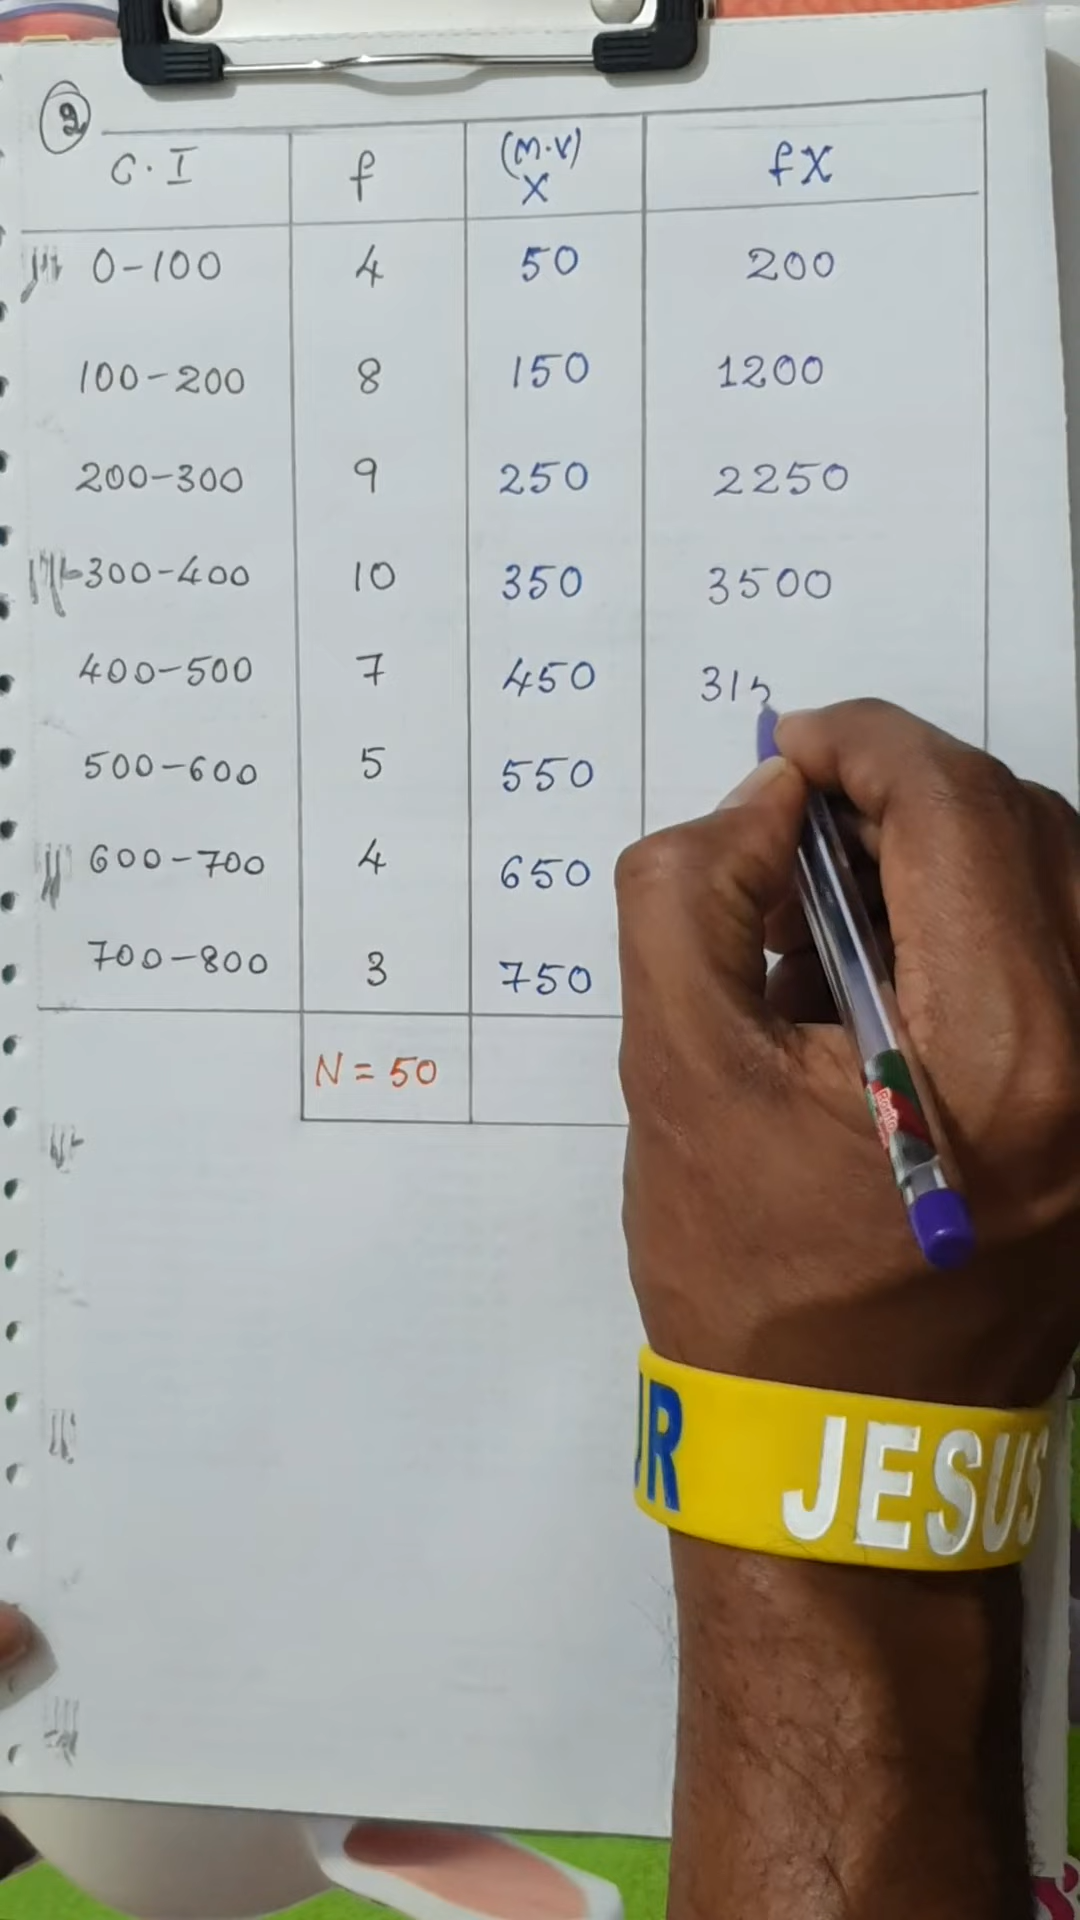 2
C.I f (M.V) X fX
0-100 4 50 200
100-200 8 150 1200
200-300 9 250 2250
300-400 10 350 3500
400-500 7 450 315
500-600 5 550
600-700 4 650
700-800 3 750
N = 50
JESUS